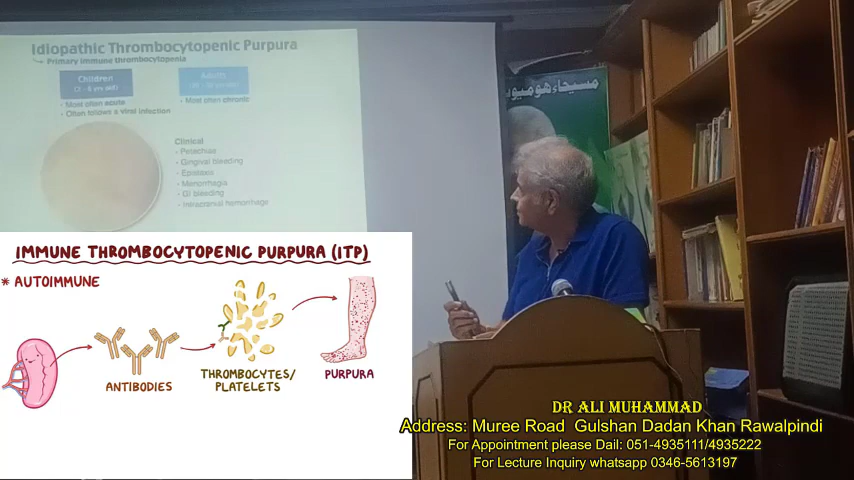 Idiopathic Thrombocytopenic Purpura
Primary Immune thrombocytopenia
Children
Adults
• Most often acute
• Often follows a viral infection
• Most often chronic
Clinical
• Petechiae
• Gingival bleeding
• Epistaxis
• Menorrhagia
• GI bleeding
• Intracranial hemorrhage
مسیحاء ہومیو
IMMUNE THROMBOCYTOPENIC PURPURA (ITP)
* AUTOIMMUNE
ANTIBODIES
THROMBOCYTES/
PLATELETS
PURPURA
DR ALI MUHAMMAD
Address: Muree Road Gulshan Dadan Khan Rawalpindi
For Appointment please Dail: 051-4935111/4935222
For Lecture Inquiry whatsapp 0346-5613197